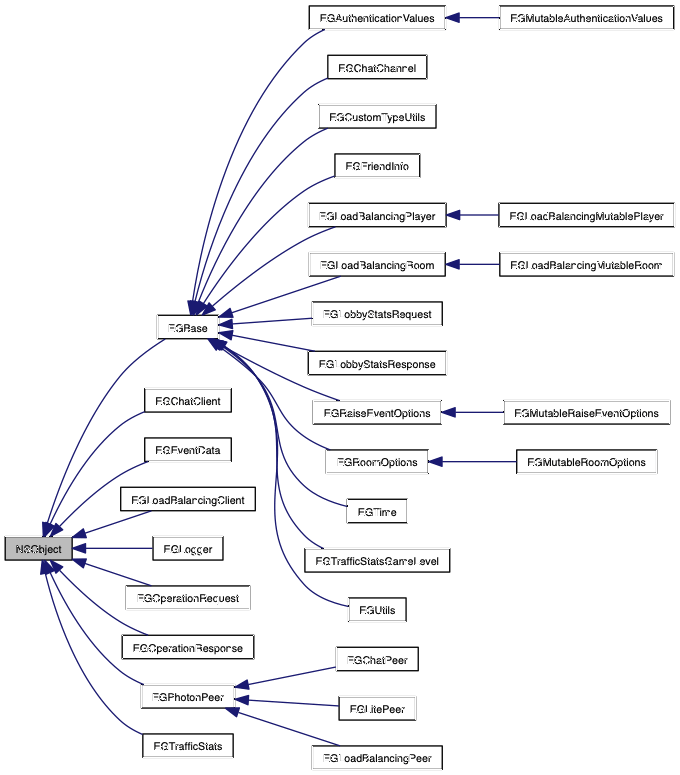 EGAuthenticationValues
EGMutableAuthenticationValues
EGChatChannel
EGCustomTypeUtils
EGFriendInfo
EGLoadBalancingPlayer
EGLoadBalancingMutablePlayer
EGLoadBalancingRoom
EGLoadBalancingMutableRoom
EGLobbyStatsRequest
EGBase
EGLobbyStatsResponse
EGChatClient
EGRaiseEventOptions
EGMutableRaiseEventOptions
EGEventData
EGRoomOptions
EGMutableRoomOptions
EGLoadBalancingClient
EGTime
NSObject
EGLogger
EGTrafficStatsGameLevel
EGOperationRequest
EGUtils
EGOperationResponse
EGChatPeer
EGPhotonPeer
EGLitePeer
EGTrafficStats
EGLoadBalancingPeer